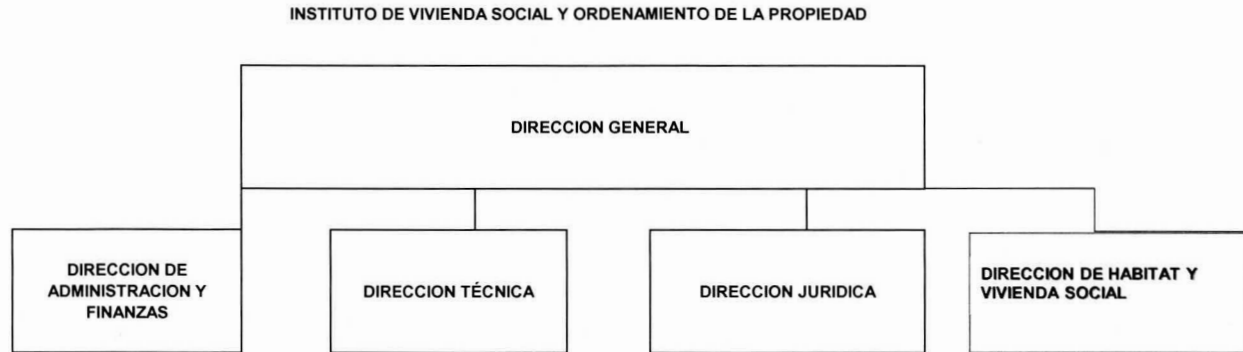 INSTITUTO DE VIVIENDA SOCIAL Y ORDENAMIENTO DE LA PROPIEDAD
DIRECCION GENERAL
DIRECCION DE
ADMINISTRACION Y
FINANZAS
DIRECCION TÉCNICA
DIRECCION JURIDICA
DIRECCION DE HABITAT Y
VIVIENDA SOCIAL